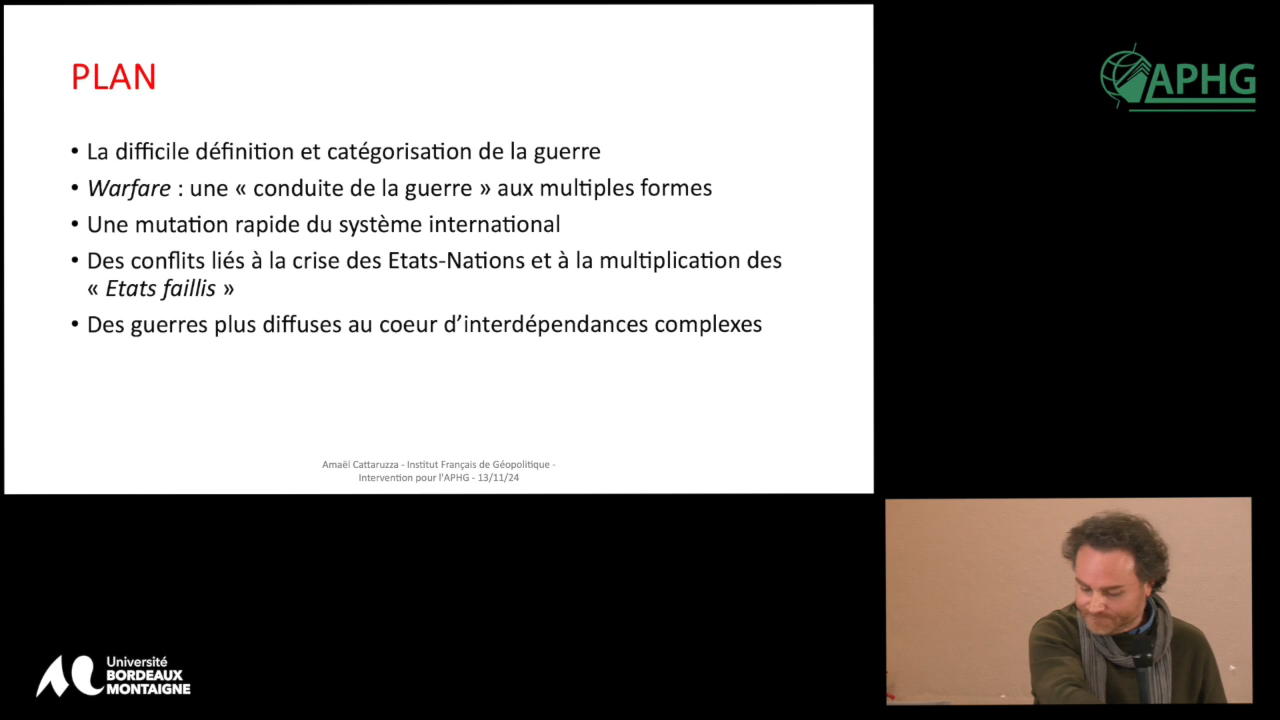 PLAN
• La difficile définition et catégorisation de la guerre
• Warfare : une « conduite de la guerre » aux multiples formes
• Une mutation rapide du système international
• Des conflits liés à la crise des Etats-Nations et à la multiplication des
« Etats faillis »
• Des guerres plus diffuses au coeur d’interdépendances complexes
Amaël Cattaruzza - Institut Français de Géopolitique -
Intervention pour l'APHG - 13/11/24
APHG
Université
BORDEAUX
MONTAIGNE